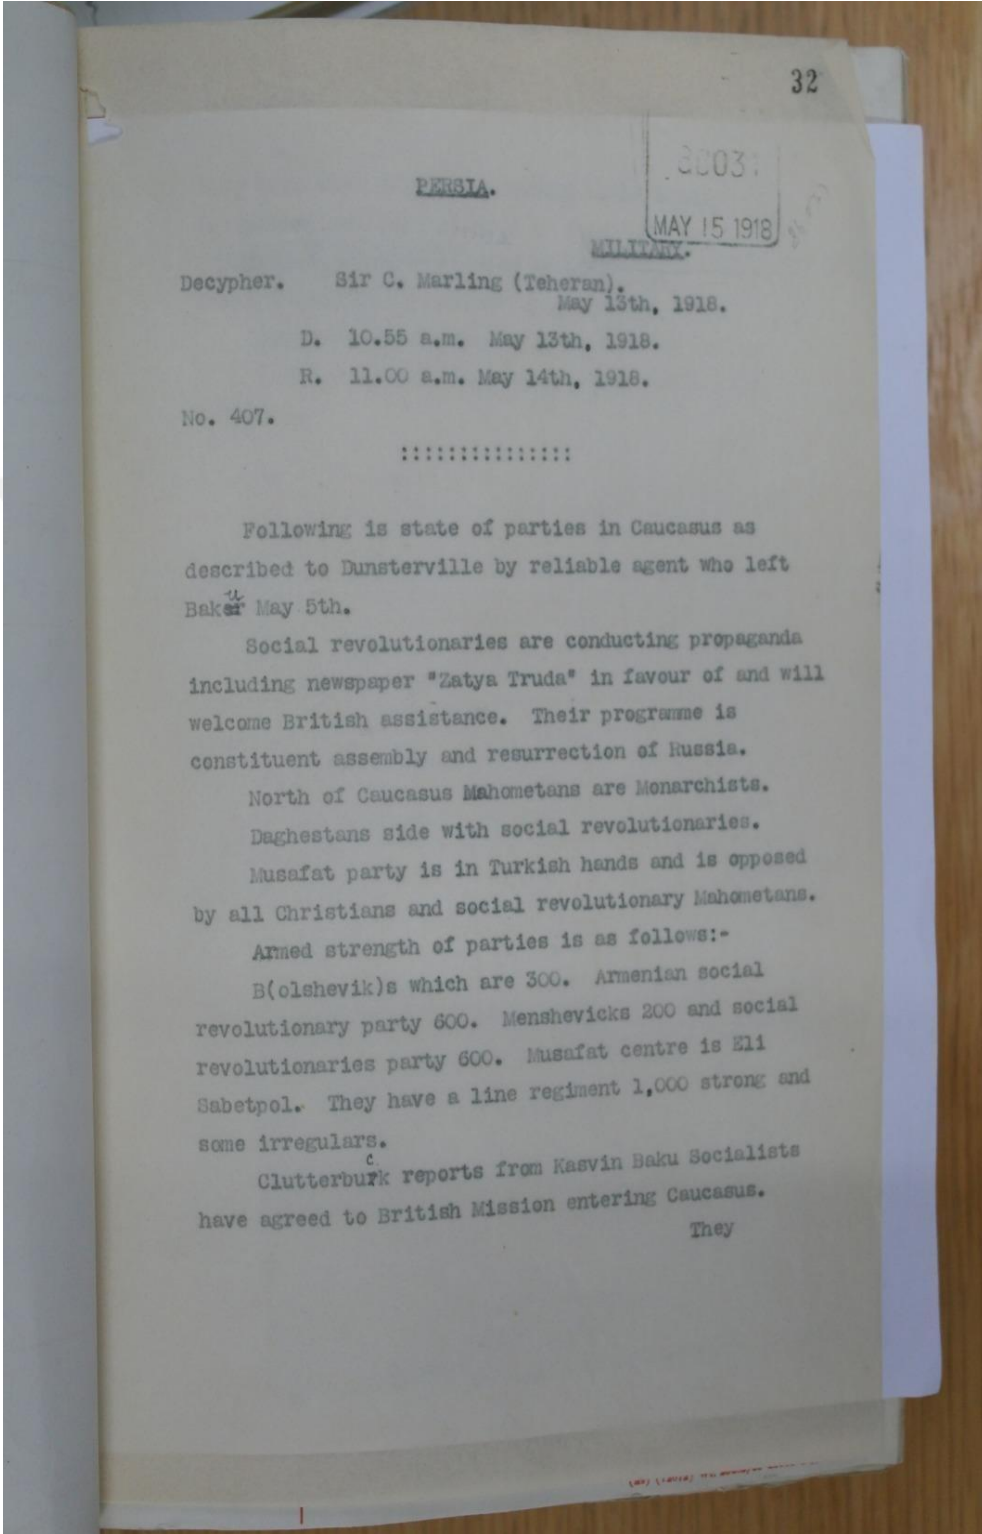 32
MAY 15 1918
PERSIA.
MILITARY.
Decypher. Sir C. Marling (Teheran).
May 13th, 1918.
D. 10.55 a.m. May 13th, 1918.
R. 11.00 a.m. May 14th, 1918.
No. 407.
:::::::::::::::
Following is state of parties in Caucasus as
described to Dunsterville by reliable agent who left
Baku May 5th.
Social revolutionaries are conducting propaganda
including newspaper "Zatya Truda" in favour of and will
welcome British assistance. Their programme is
constituent assembly and resurrection of Russia.
North of Caucasus Mahometans are Monarchists.
Daghestans side with social revolutionaries.
Musafat party is in Turkish hands and is opposed
by all Christians and social revolutionary Mahometans.
Armed strength of parties is as follows:-
B(olshevik)s which are 300. Armenian social
revolutionary party 600. Menshevicks 200 and social
revolutionaries party 600. Musafat centre is Eli
Sabetpol. They have a line regiment 1,000 strong and
some irregulars.
Clutterbuck reports from Kasvin Baku Socialists
have agreed to British Mission entering Caucasus.
They